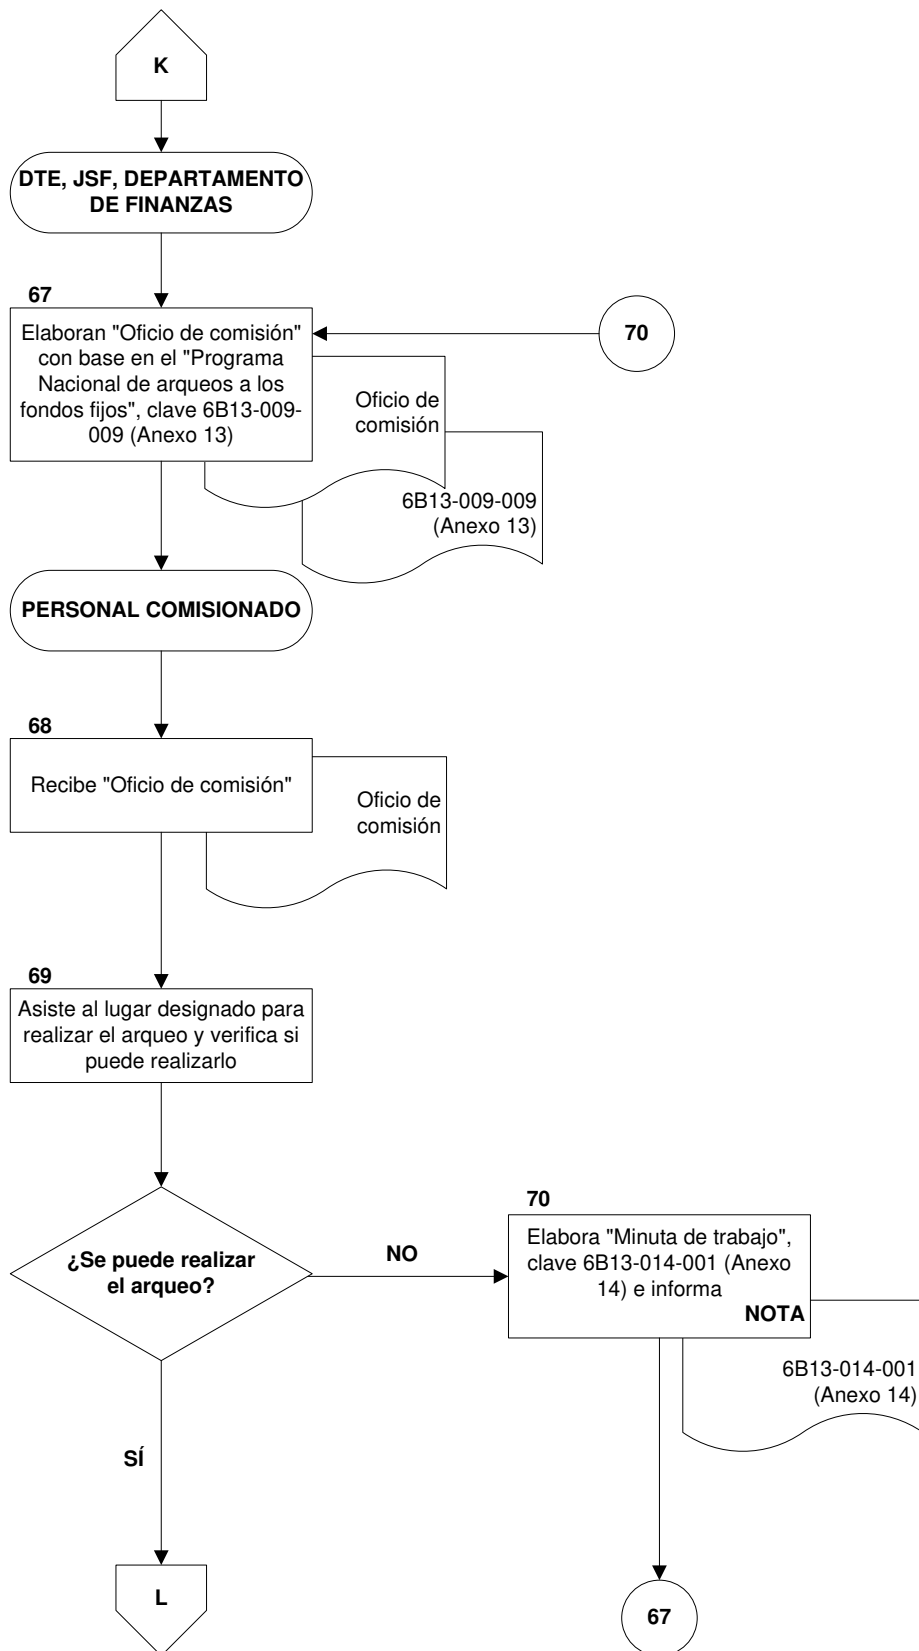 K
DTE, JSF, DEPARTAMENTO
DE FINANZAS
67
Elaboran "Oficio de comisión"
con base en el "Programa
Nacional de arqueos a los
fondos fijos", clave 6B13-009-
009 (Anexo 13)
70
Oficio de
comisión
6B13-009-009
(Anexo 13)
PERSONAL COMISIONADO
68
Recibe "Oficio de comisión"
Oficio de
comisión
69
Asiste al lugar designado para
realizar el arqueo y verifica si
puede realizarlo
¿Se puede realizar
el arqueo?
NO
70
Elabora "Minuta de trabajo",
clave 6B13-014-001 (Anexo
14) e informa
NOTA
6B13-014-001
(Anexo 14)
SÍ
L
67